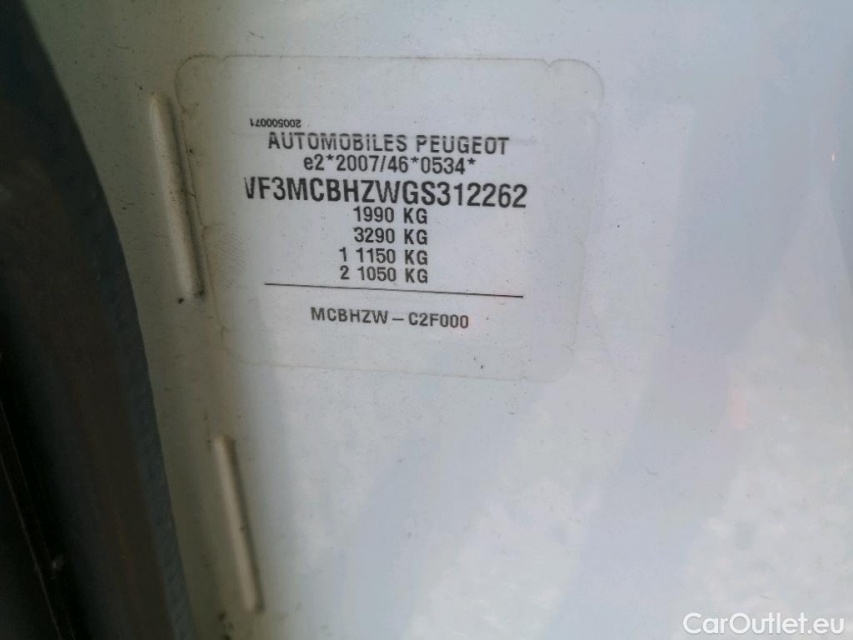 200500071
AUTOMOBILES PEUGEOT
e2*2007/46*0534*
VF3MCBHZWGS312262
1990 KG
3290 KG
1 1150 KG
2 1050 KG
MCBHZW-C2F000
CarOutlet.eu